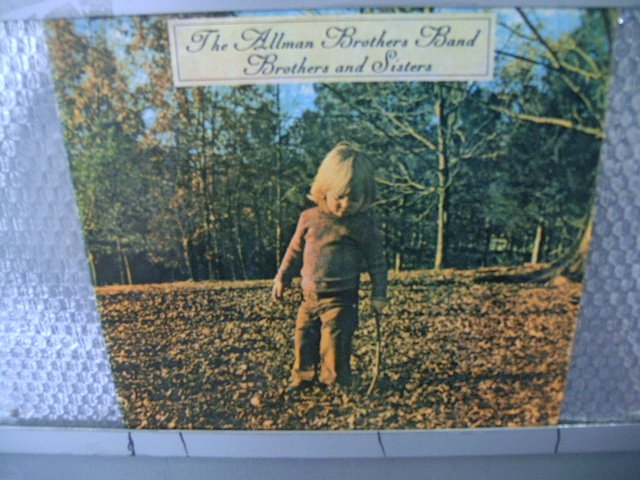 The Allman Brothers Band
Brothers and Sisters